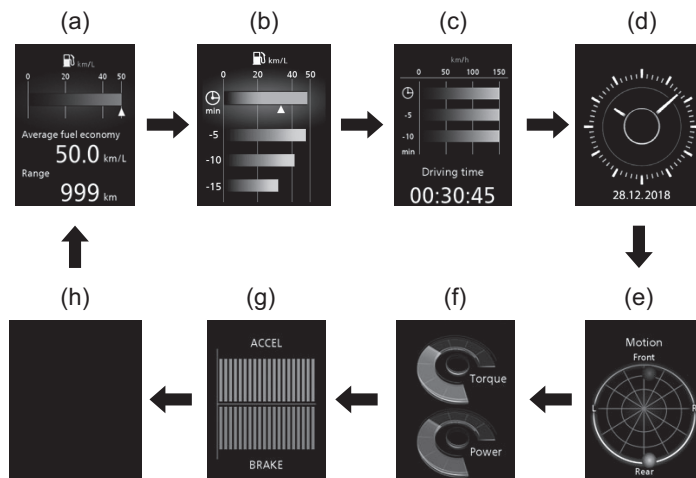 (a)
km/L
0 20 40 50
Average fuel economy
50.0 km/L
Range
999 km
(b)
km/L
0 20 40 50
min
-5
-10
-15
(c)
km/h
0 50 100 150
-5
-10
min
Driving time
00:30:45
(d)
28.12.2018
(e)
Motion
Front
L R
Rear
(f)
Torque
Power
(g)
ACCEL
BRAKE
(h)